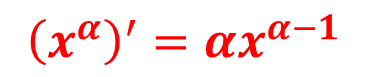 (x^α)′ = αx^{α−1}